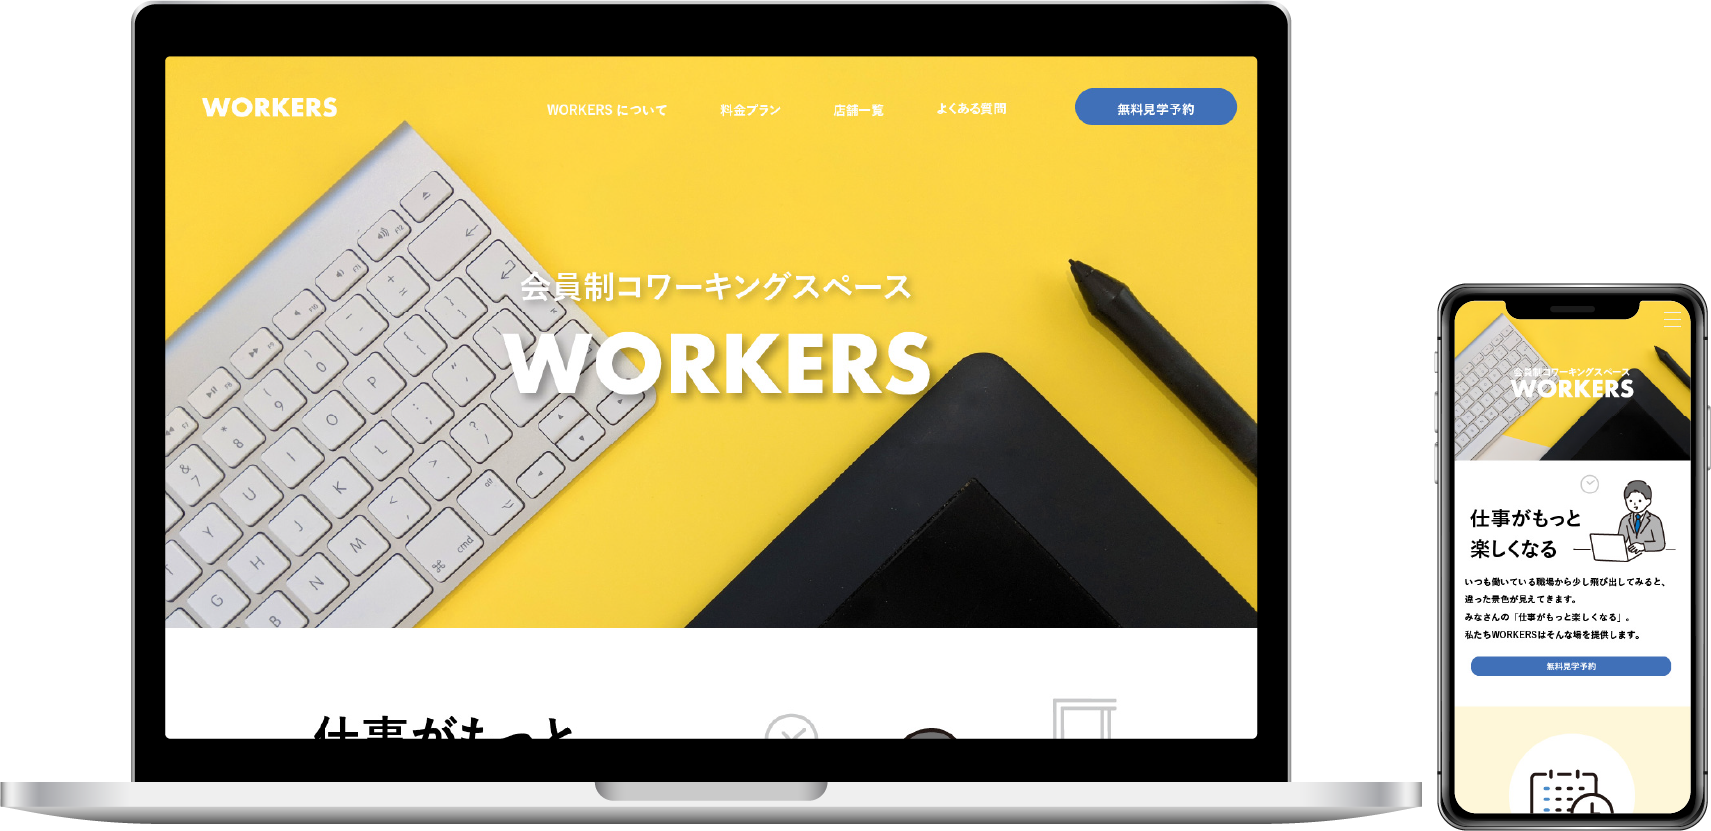 WORKERS
WORKERS について
料金プラン
店舗一覧
よくある質問
無料見学予約
会員制コワーキングスペース
WORKERS
仕事がもっと
会員制コワーキングスペース
WORKERS
仕事がもっと
楽しくなる
いつも働いている職場から少し飛び出してみると、
違った景色が見えてきます。
みなさんの「仕事がもっと楽しくなる」。
私たちWORKERSはそんな場を提供します。
無料見学予約